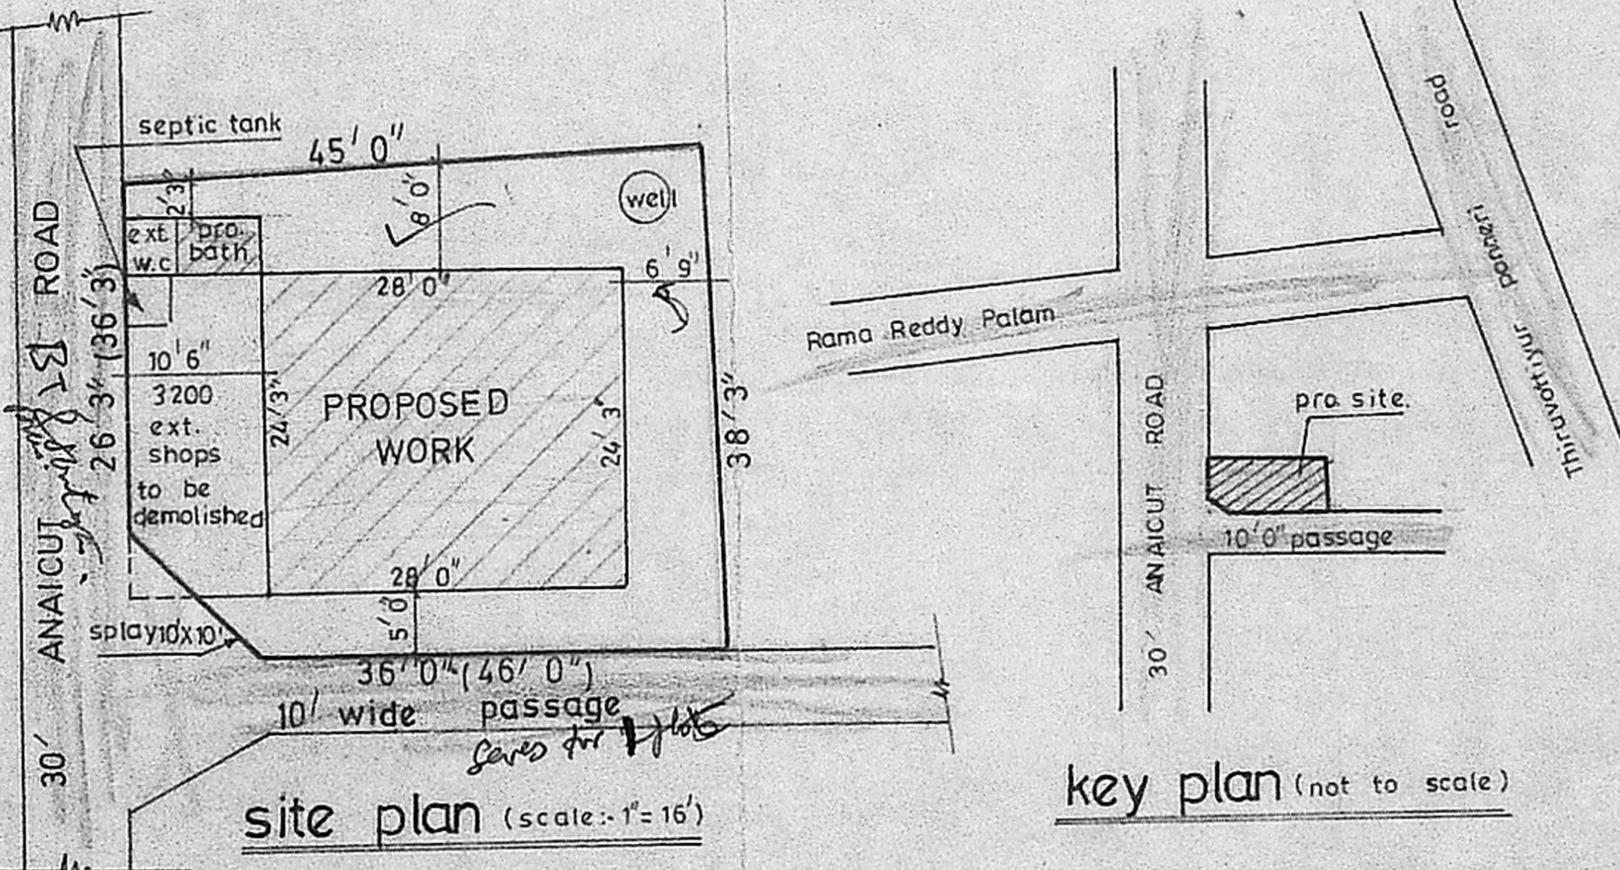 septic tank
45' 0"
2'3"
8'0"
well
ext
w.c
pro.
bath
28' 0"
6' 9"
10' 6"
3200
ext.
shops
to be
demolished
24'3"
PROPOSED
WORK
24' 3"
38' 3"
26' 3" (36' 3")
30' ANAICUT ROAD
28' 0"
5' 0"
splay 10'x10'
36' 0" (46' 0")
10' wide passage
for
site plan (scale:- 1"= 16')
Rama Reddy Palam
30' ANAICUT ROAD
Thiruvottiyur ponneri road
pro. site.
10'0" passage
key plan (not to scale)